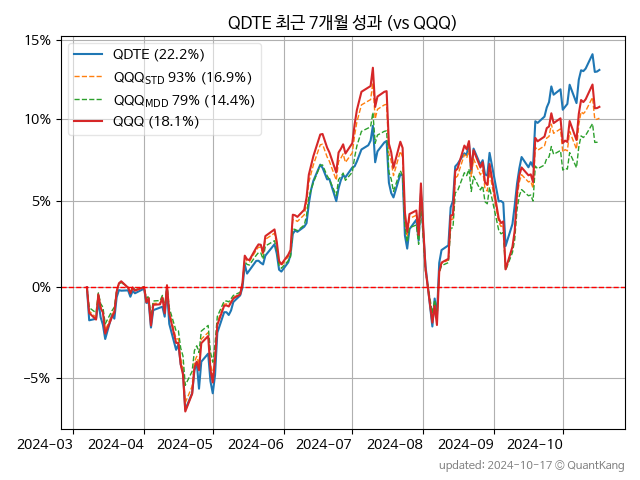 QDTE 최근 7개월 성과 (vs QQQ)
QDTE (22.2%)
QQQSTD 93% (16.9%)
QQQMDD 79% (14.4%)
QQQ (18.1%)
15%
10%
5%
0%
−5%
2024-03 2024-04 2024-05 2024-06 2024-07 2024-08 2024-09 2024-10
updated: 2024-10-17 © QuantKang